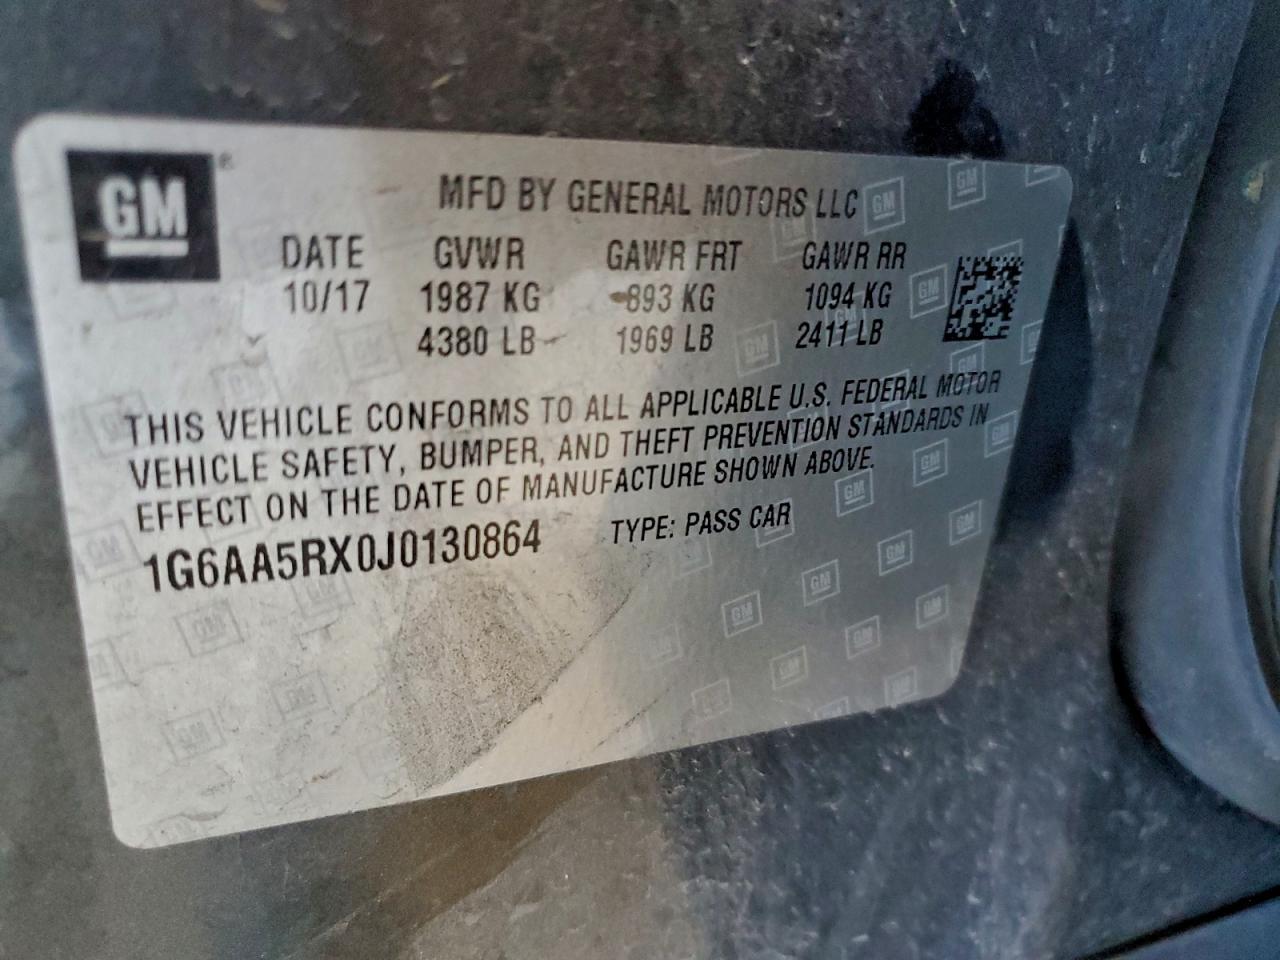 GM ®
MFD BY GENERAL MOTORS LLC
DATE GVWR GAWR FRT GAWR RR
10/17 1987 KG 893 KG 1094 KG
4380 LB 1969 LB 2411 LB
THIS VEHICLE CONFORMS TO ALL APPLICABLE U.S. FEDERAL MOTOR
VEHICLE SAFETY, BUMPER, AND THEFT PREVENTION STANDARDS IN
EFFECT ON THE DATE OF MANUFACTURE SHOWN ABOVE.
1G6AA5RX0J0130864 TYPE: PASS CAR